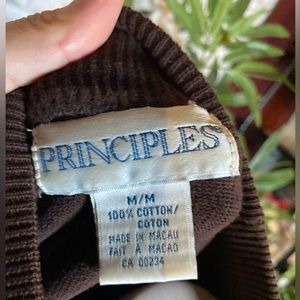 PRINCIPLES
M/M
100% COTTON/
COTON
MADE IN MACAU
FAIT À MACAO
CA 00234